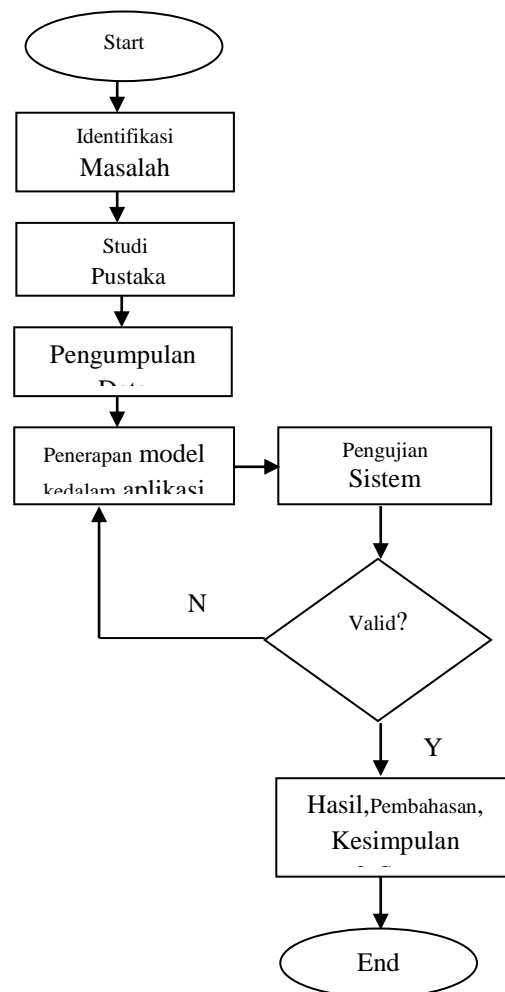 Start
Identifikasi
Masalah
Studi
Pustaka
Pengumpulan
Penerapan model
kedalam aplikasi
Pengujian
Sistem
Valid?
N
Y
Hasil,Pembahasan,
Kesimpulan
End